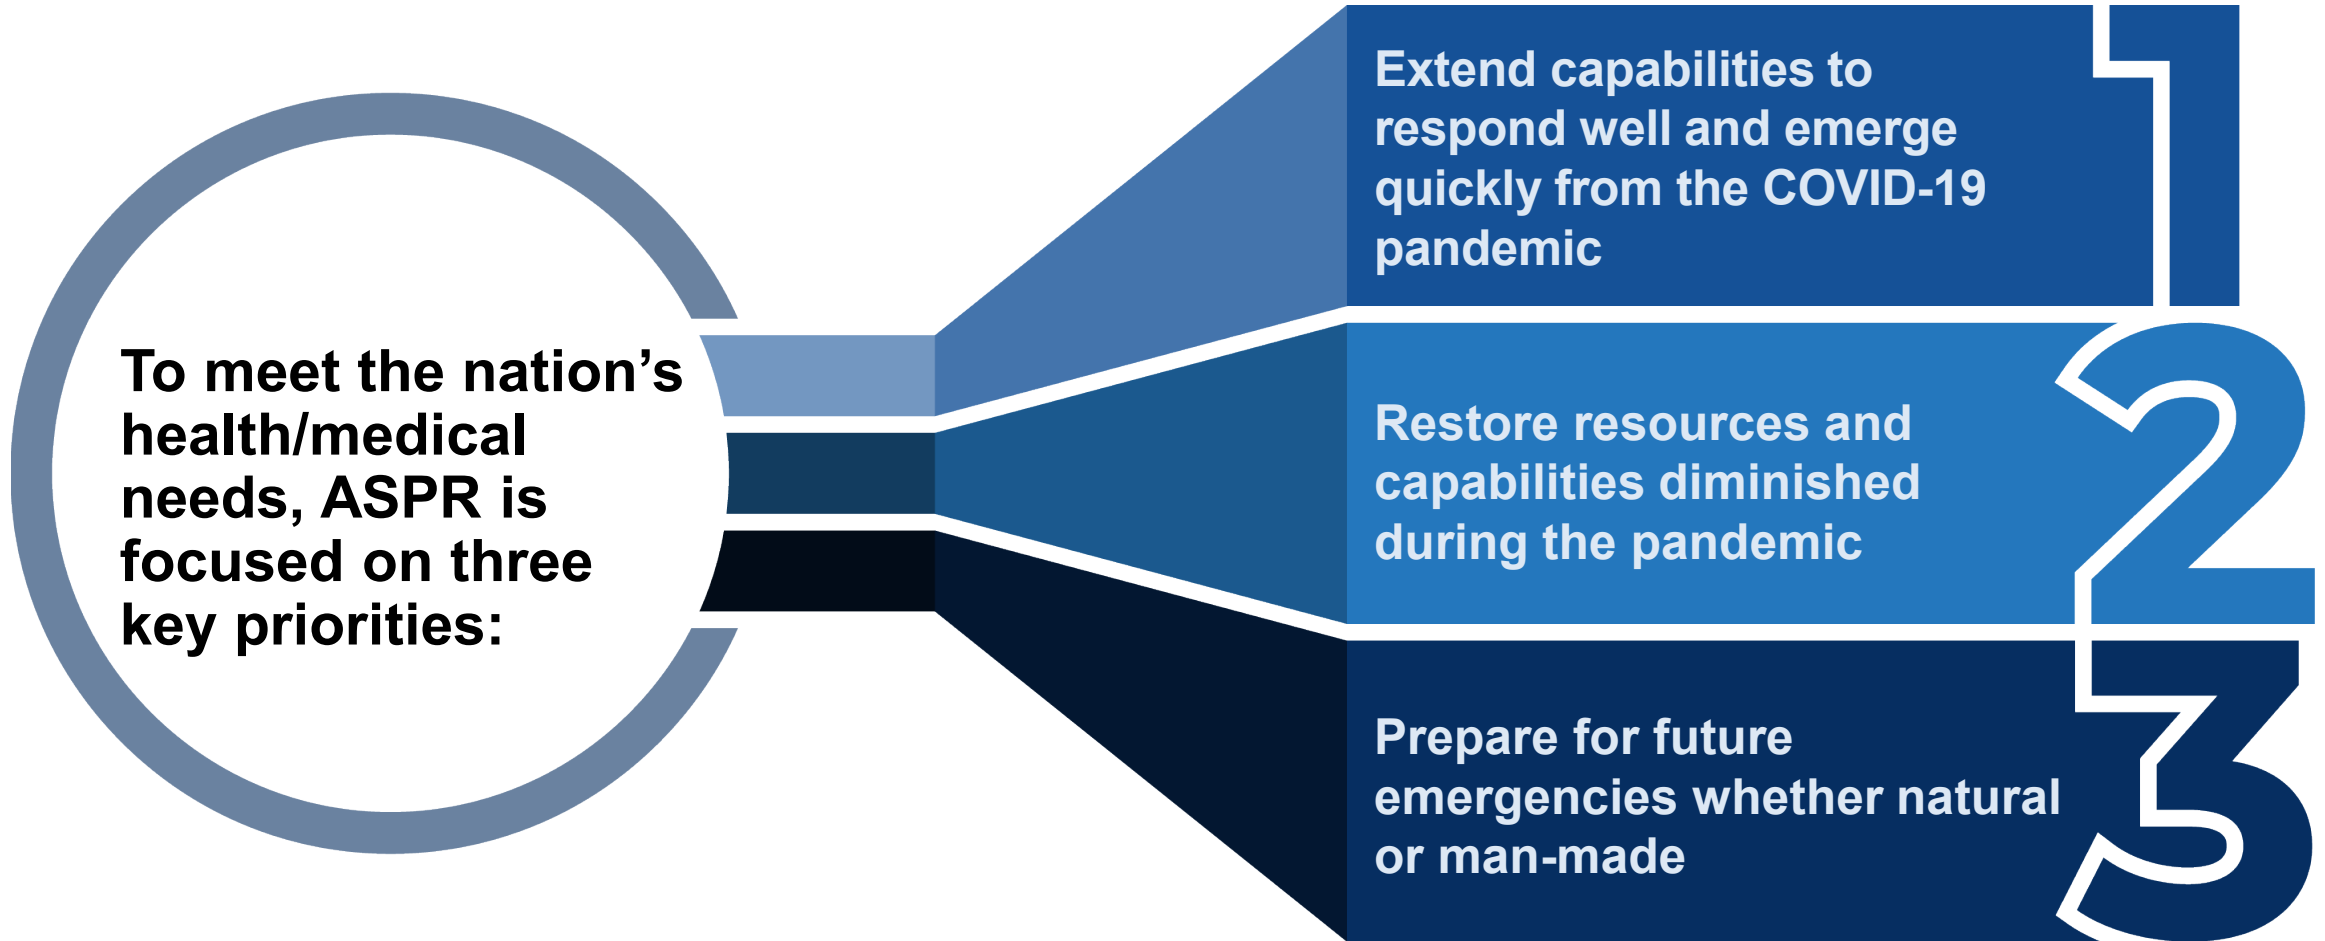 To meet the nation’s
health/medical
needs, ASPR is
focused on three
key priorities:
Extend capabilities to
respond well and emerge
quickly from the COVID-19
pandemic
1
Restore resources and
capabilities diminished
during the pandemic
2
Prepare for future
emergencies whether natural
or man-made
3